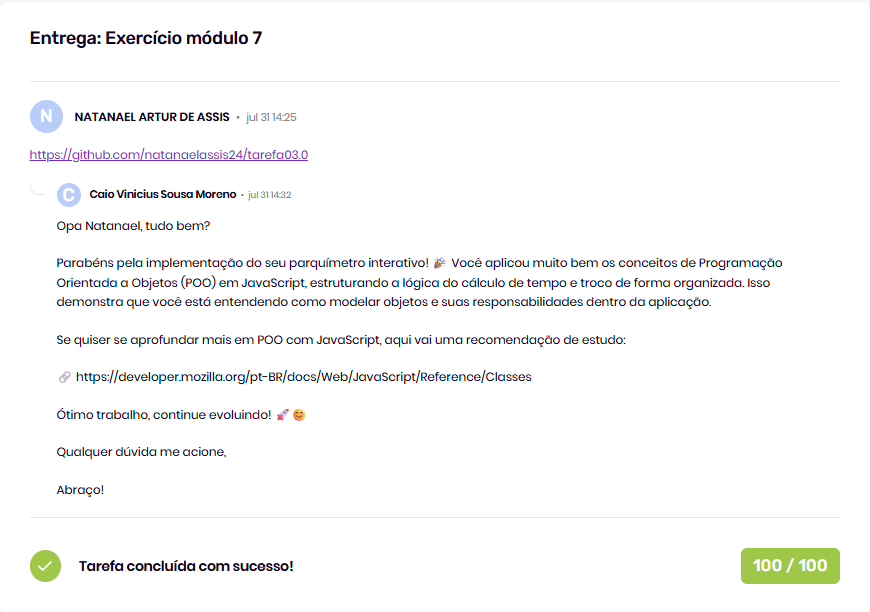 Entrega: Exercício módulo 7
N
NATANAEL ARTUR DE ASSIS • jul 31 14:25
https://github.com/natanaelassis24/tarefa03.0
C
Caio Vinicius Sousa Moreno • jul 31 14:32
Opa Natanael, tudo bem?
Parabéns pela implementação do seu parquímetro interativo! 🎉 Você aplicou muito bem os conceitos de Programação
Orientada a Objetos (POO) em JavaScript, estruturando a lógica do cálculo de tempo e troco de forma organizada. Isso
demonstra que você está entendendo como modelar objetos e suas responsabilidades dentro da aplicação.
Se quiser se aprofundar mais em POO com JavaScript, aqui vai uma recomendação de estudo:
🔗 https://developer.mozilla.org/pt-BR/docs/Web/JavaScript/Reference/Classes
Ótimo trabalho, continue evoluindo! 🚀 😊
Qualquer dúvida me acione,
Abraço!
Tarefa concluída com sucesso!
100 / 100